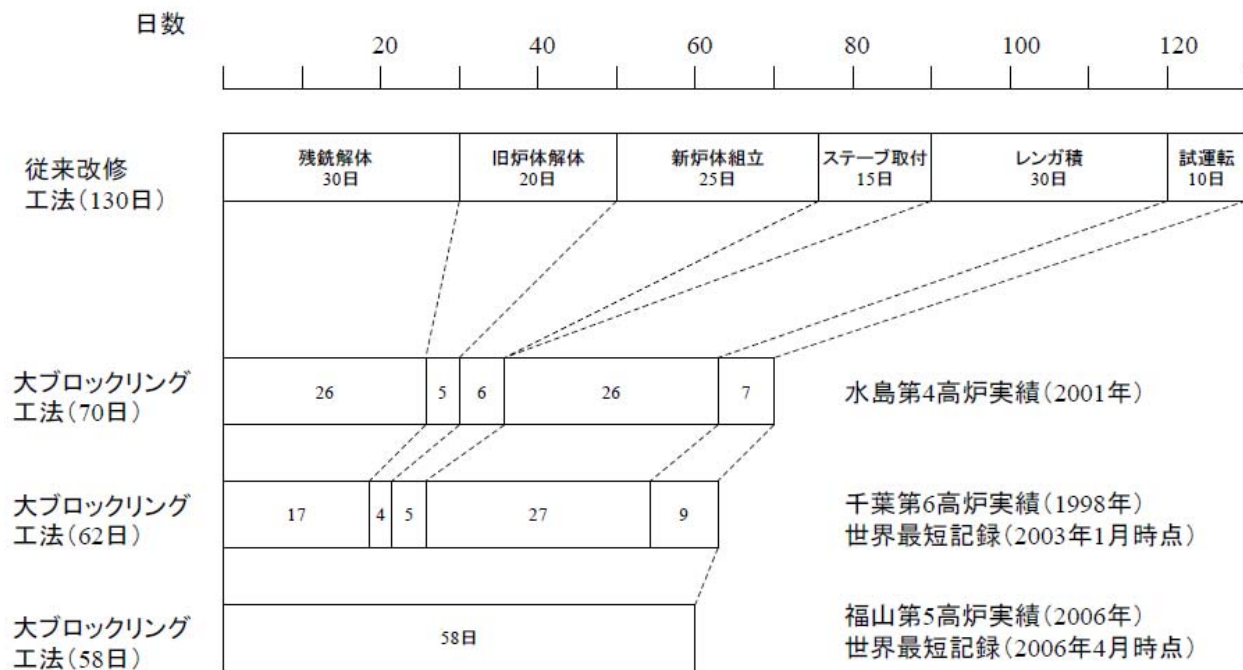 日数
20 40 60 80 100 120
従来改修
工法(130日)
残銑解体
30日
旧炉体解体
20日
新炉体組立
25日
ステーブ取付
15日
レンガ積
30日
試運転
10日
大ブロックリング
工法(70日)
26 5 6 26 7
水島第4高炉実績(2001年)
大ブロックリング
工法(62日)
17 4 5 27 9
千葉第6高炉実績(1998年)
世界最短記録(2003年1月時点)
大ブロックリング
工法(58日)
58日
福山第5高炉実績(2006年)
世界最短記録(2006年4月時点)